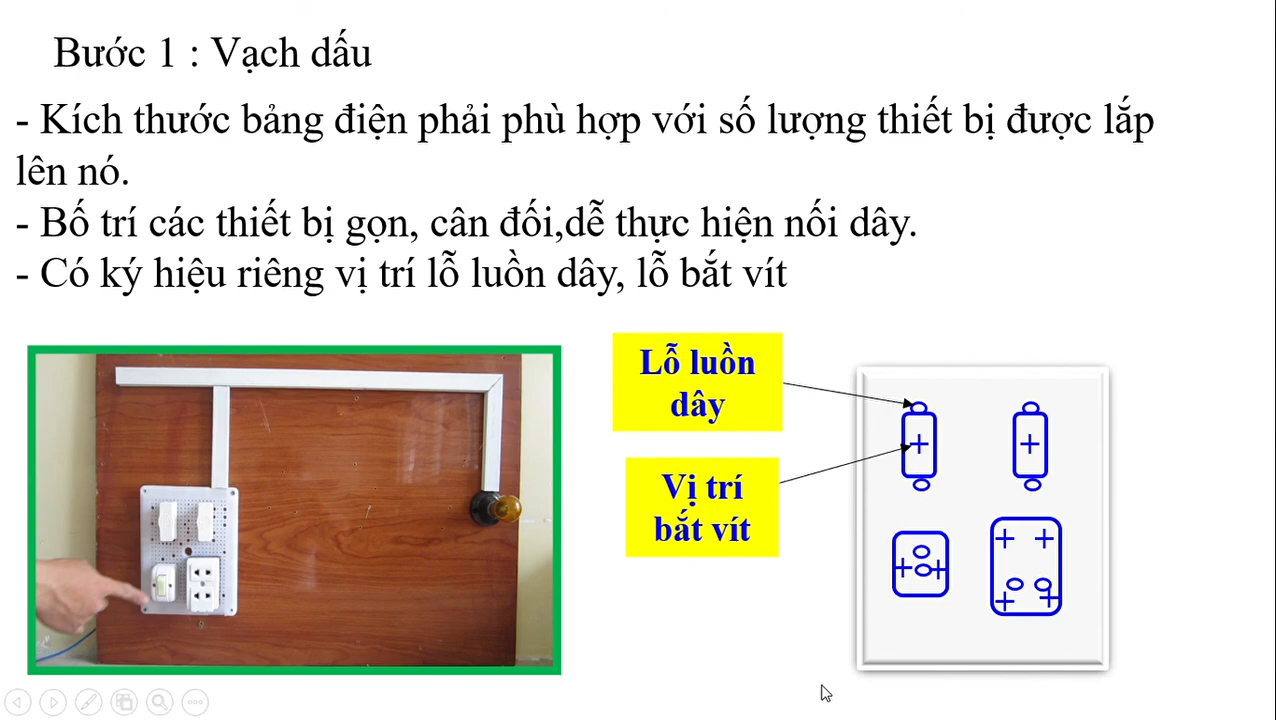 Bước 1 : Vạch dấu
- Kích thước bảng điện phải phù hợp với số lượng thiết bị được lắp
lên nó.
- Bố trí các thiết bị gọn, cân đối,dễ thực hiện nối dây.
- Có ký hiệu riêng vị trí lỗ luồn dây, lỗ bắt vít
Lỗ luồn
dây
Vị trí
bắt vít